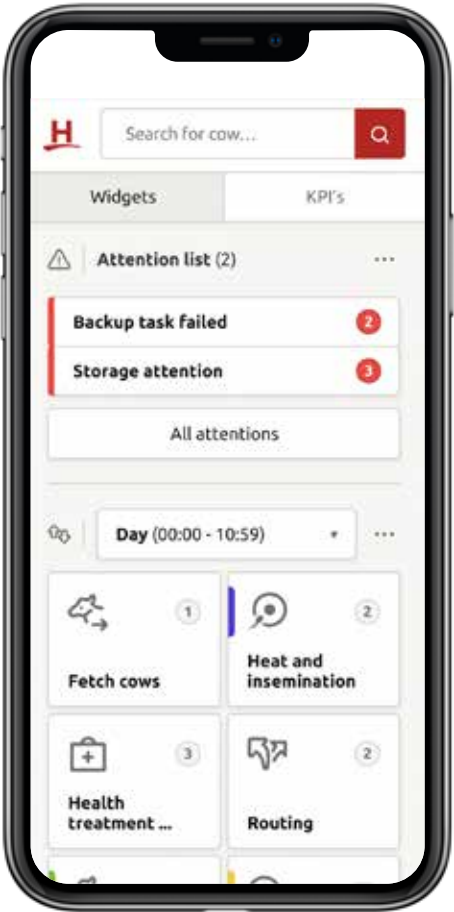 H
Search for cow...
Widgets
KPI's
Attention list (2)
Backup task failed
2
Storage attention
3
All attentions
Day (00:00 - 10:59)
1
Fetch cows
2
Heat and
insemination
3
Health
treatment ...
2
Routing